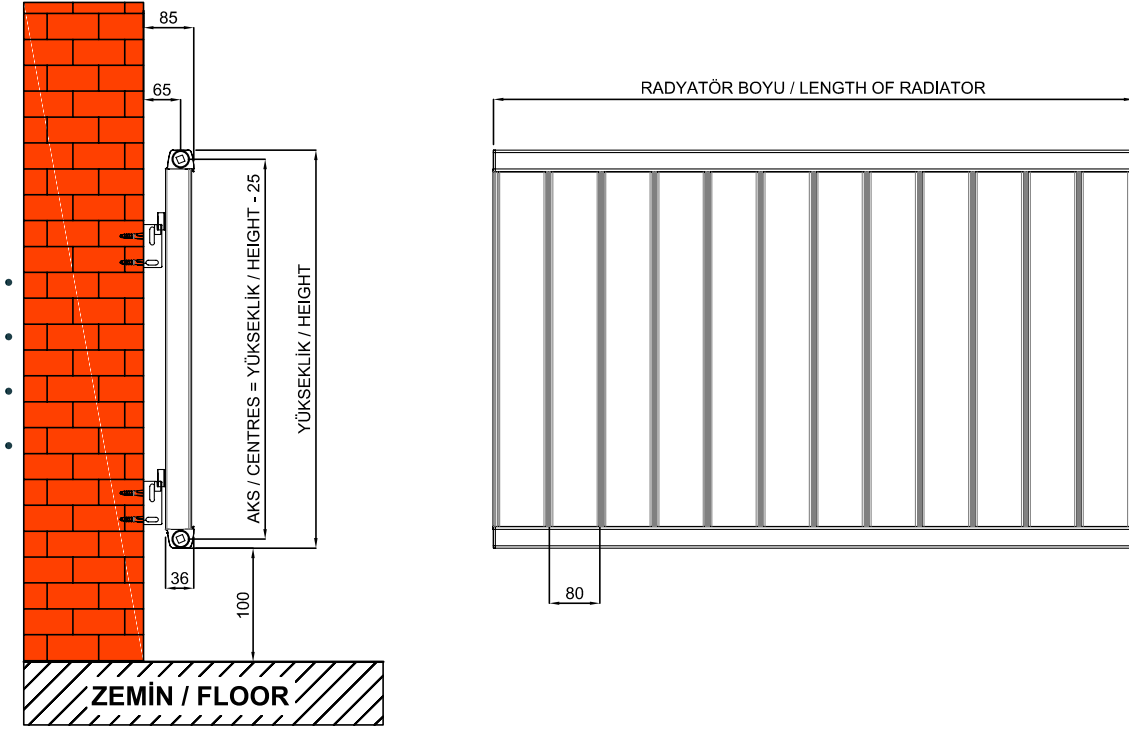 85
65
RADYATÖR BOYU / LENGTH OF RADIATOR
AKS / CENTRES = YÜKSEKLİK / HEIGHT - 25
YÜKSEKLİK / HEIGHT
36
100
80
ZEMİN / FLOOR